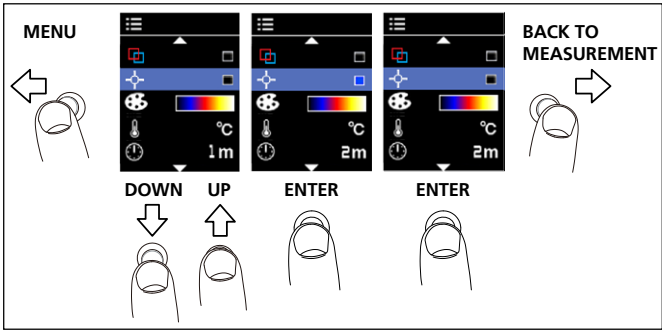 MENU
BACK TO
MEASUREMENT
°C
1m
°C
2m
°C
2m
DOWN UP ENTER ENTER